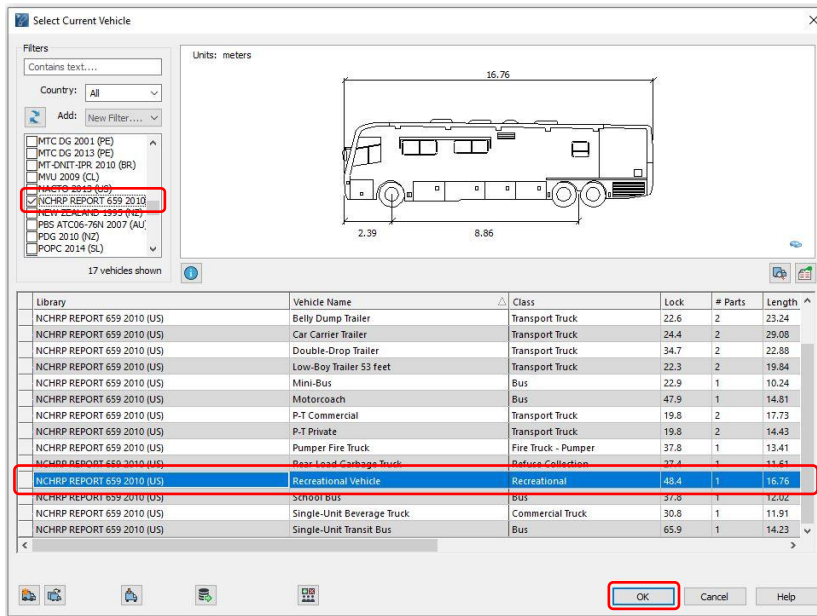 Select Current Vehicle
Filters
Contains text....
Country: All
Add: New Filter....
MTC DG 2001 (PE)
MTC DG 2013 (PE)
MT-DNIT-IPR 2010 (BR)
MVU 2009 (CL)
NACTO 2013 (US)
NCHRP REPORT 659 2010
NEW ZEALAND 1995 (NZ)
PBS ATC06-76N 2007 (AU
PDG 2010 (NZ)
POPC 2014 (SL)
17 vehicles shown
Units: meters
16.76
2.39 8.86
Library Vehicle Name Class Lock # Parts Length
NCHRP REPORT 659 2010 (US) Belly Dump Trailer Transport Truck 22.6 2 23.24
NCHRP REPORT 659 2010 (US) Car Carrier Trailer Transport Truck 24.4 2 29.08
NCHRP REPORT 659 2010 (US) Double-Drop Trailer Transport Truck 34.7 2 22.88
NCHRP REPORT 659 2010 (US) Low-Boy Trailer 53 feet Transport Truck 22.3 2 19.84
NCHRP REPORT 659 2010 (US) Mini-Bus Bus 22.9 1 10.24
NCHRP REPORT 659 2010 (US) Motorcoach Bus 47.9 1 14.81
NCHRP REPORT 659 2010 (US) P-T Commercial Transport Truck 19.8 2 17.73
NCHRP REPORT 659 2010 (US) P-T Private Transport Truck 19.8 2 14.43
NCHRP REPORT 659 2010 (US) Pumper Fire Truck Fire Truck - Pumper 37.8 1 13.41
NCHRP REPORT 659 2010 (US) Rear Load Garbage Truck Refuse Collection 27.4 1 11.61
NCHRP REPORT 659 2010 (US) Recreational Vehicle Recreational 48.4 1 16.76
NCHRP REPORT 659 2010 (US) School Bus Bus 37.8 1 12.02
NCHRP REPORT 659 2010 (US) Single-Unit Beverage Truck Commercial Truck 30.8 1 11.91
NCHRP REPORT 659 2010 (US) Single-Unit Transit Bus Bus 65.9 1 14.23
OK Cancel Help